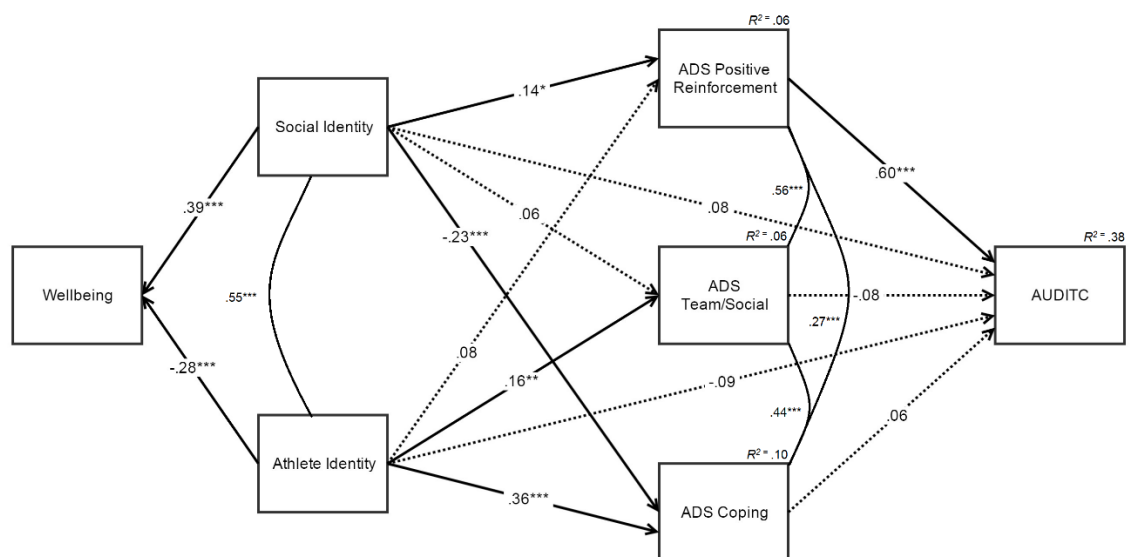 R² = .06
ADS Positive
Reinforcement
Social Identity
.14*
.39***
.06
.08
.56***
.60***
-.23***
R² = .06
R² = .38
Wellbeing
.55***
ADS
Team/Social
-.08
AUDITC
.27***
-.28***
.08
.16**
-.09
.44***
.06
Athlete Identity
R² = .10
.36***
ADS Coping